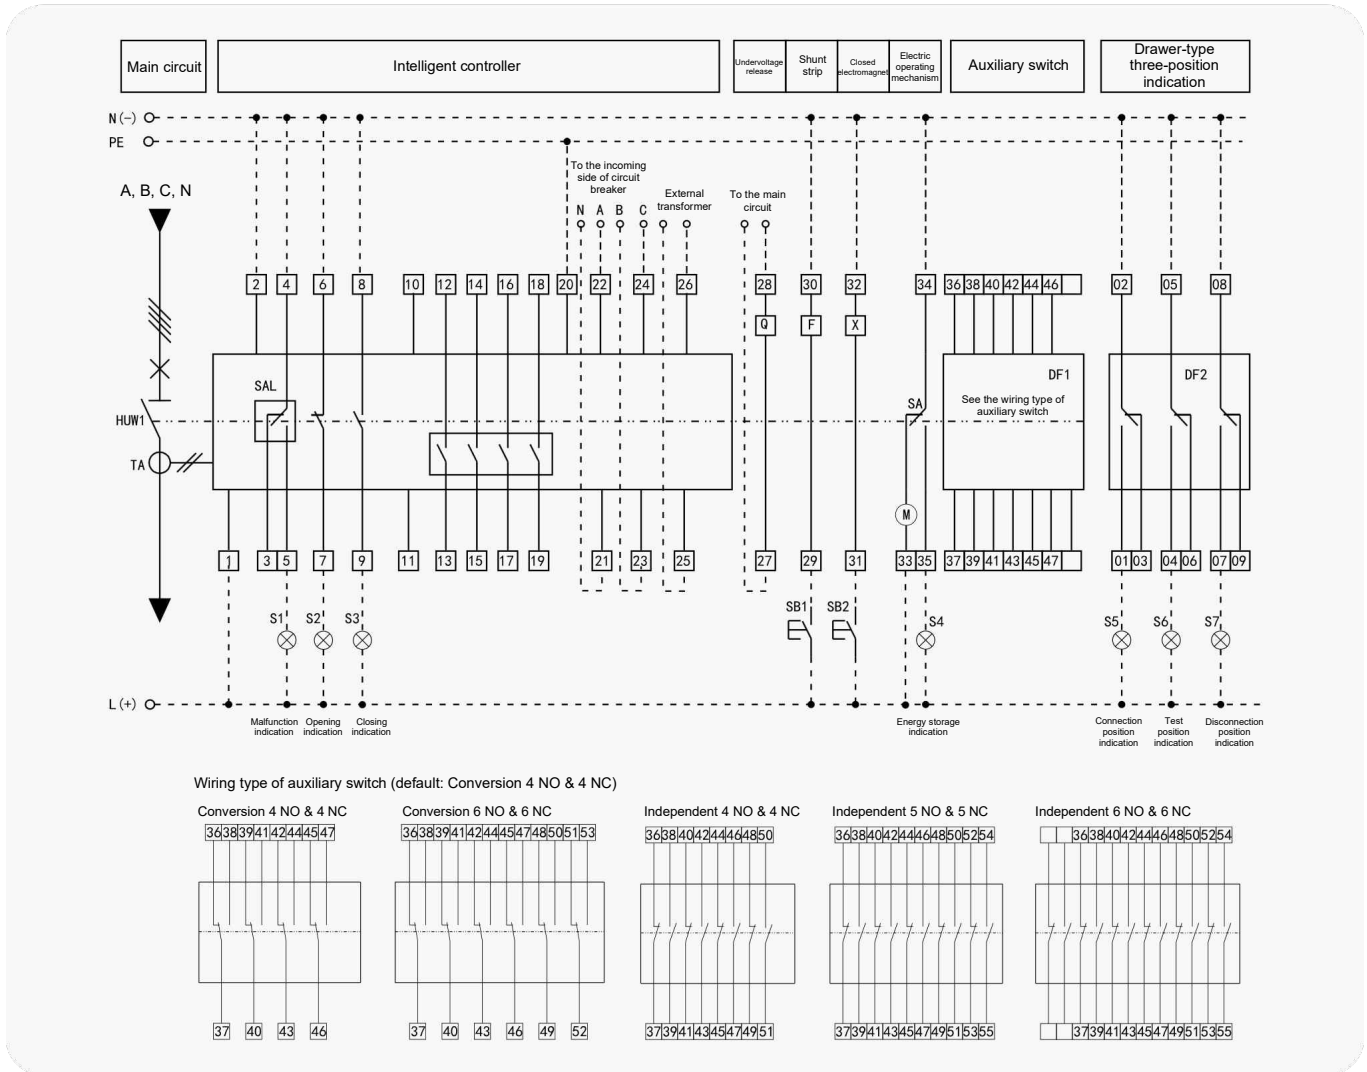 Main circuit
Intelligent controller
Undervoltage
release
Shunt
strip
Closed
electromagnet
Electric
operating
mechanism
Auxiliary switch
Drawer-type
three-position
indication
N(-)
PE
A, B, C, N
To the incoming
side of circuit
breaker
N A B C
External
transformer
To the main
circuit
2 4 6 8 10 12 14 16 18 20 22 24 26 28 30 32 34 36 38 40 42 44 46 02 05 08
Q F X
SAL
DF1
See the wiring type of
auxiliary switch
DF2
HUW1
SA
TA
M
1 3 5 7 9 11 13 15 17 19 21 23 25 27 29 31 33 35 37 39 41 43 45 47 01 03 04 06 07 09
S1 S2 S3 SB1 SB2 S4 S5 S6 S7
L(+)
Malfunction
indication
Opening
indication
Closing
indication
Energy storage
indication
Connection
position
indication
Test
position
indication
Disconnection
position
indication
Wiring type of auxiliary switch (default: Conversion 4 NO & 4 NC)
Conversion 4 NO & 4 NC
36 38 39 41 42 44 45 47
37 40 43 46
Conversion 6 NO & 6 NC
36 38 39 41 42 44 45 47 48 50 51 53
37 40 43 46 49 52
Independent 4 NO & 4 NC
36 38 40 42 44 46 48 50
37 39 41 43 45 47 49 51
Independent 5 NO & 5 NC
36 38 40 42 44 46 48 50 52 54
37 39 41 43 45 47 49 51 53 55
Independent 6 NO & 6 NC
36 38 40 42 44 46 48 50 52 54
37 39 41 43 45 47 49 51 53 55